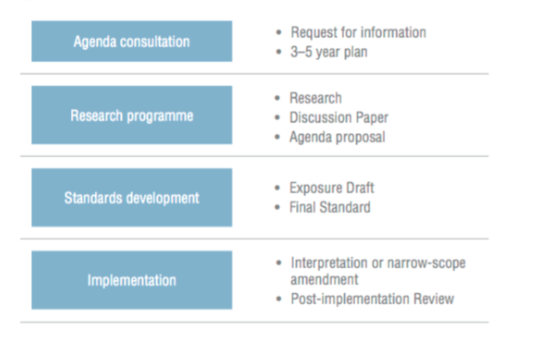 Agenda consultation
• Request for information
• 3–5 year plan
Research programme
• Research
• Discussion Paper
• Agenda proposal
Standards development
• Exposure Draft
• Final Standard
Implementation
• Interpretation or narrow-scope
amendment
• Post-implementation Review